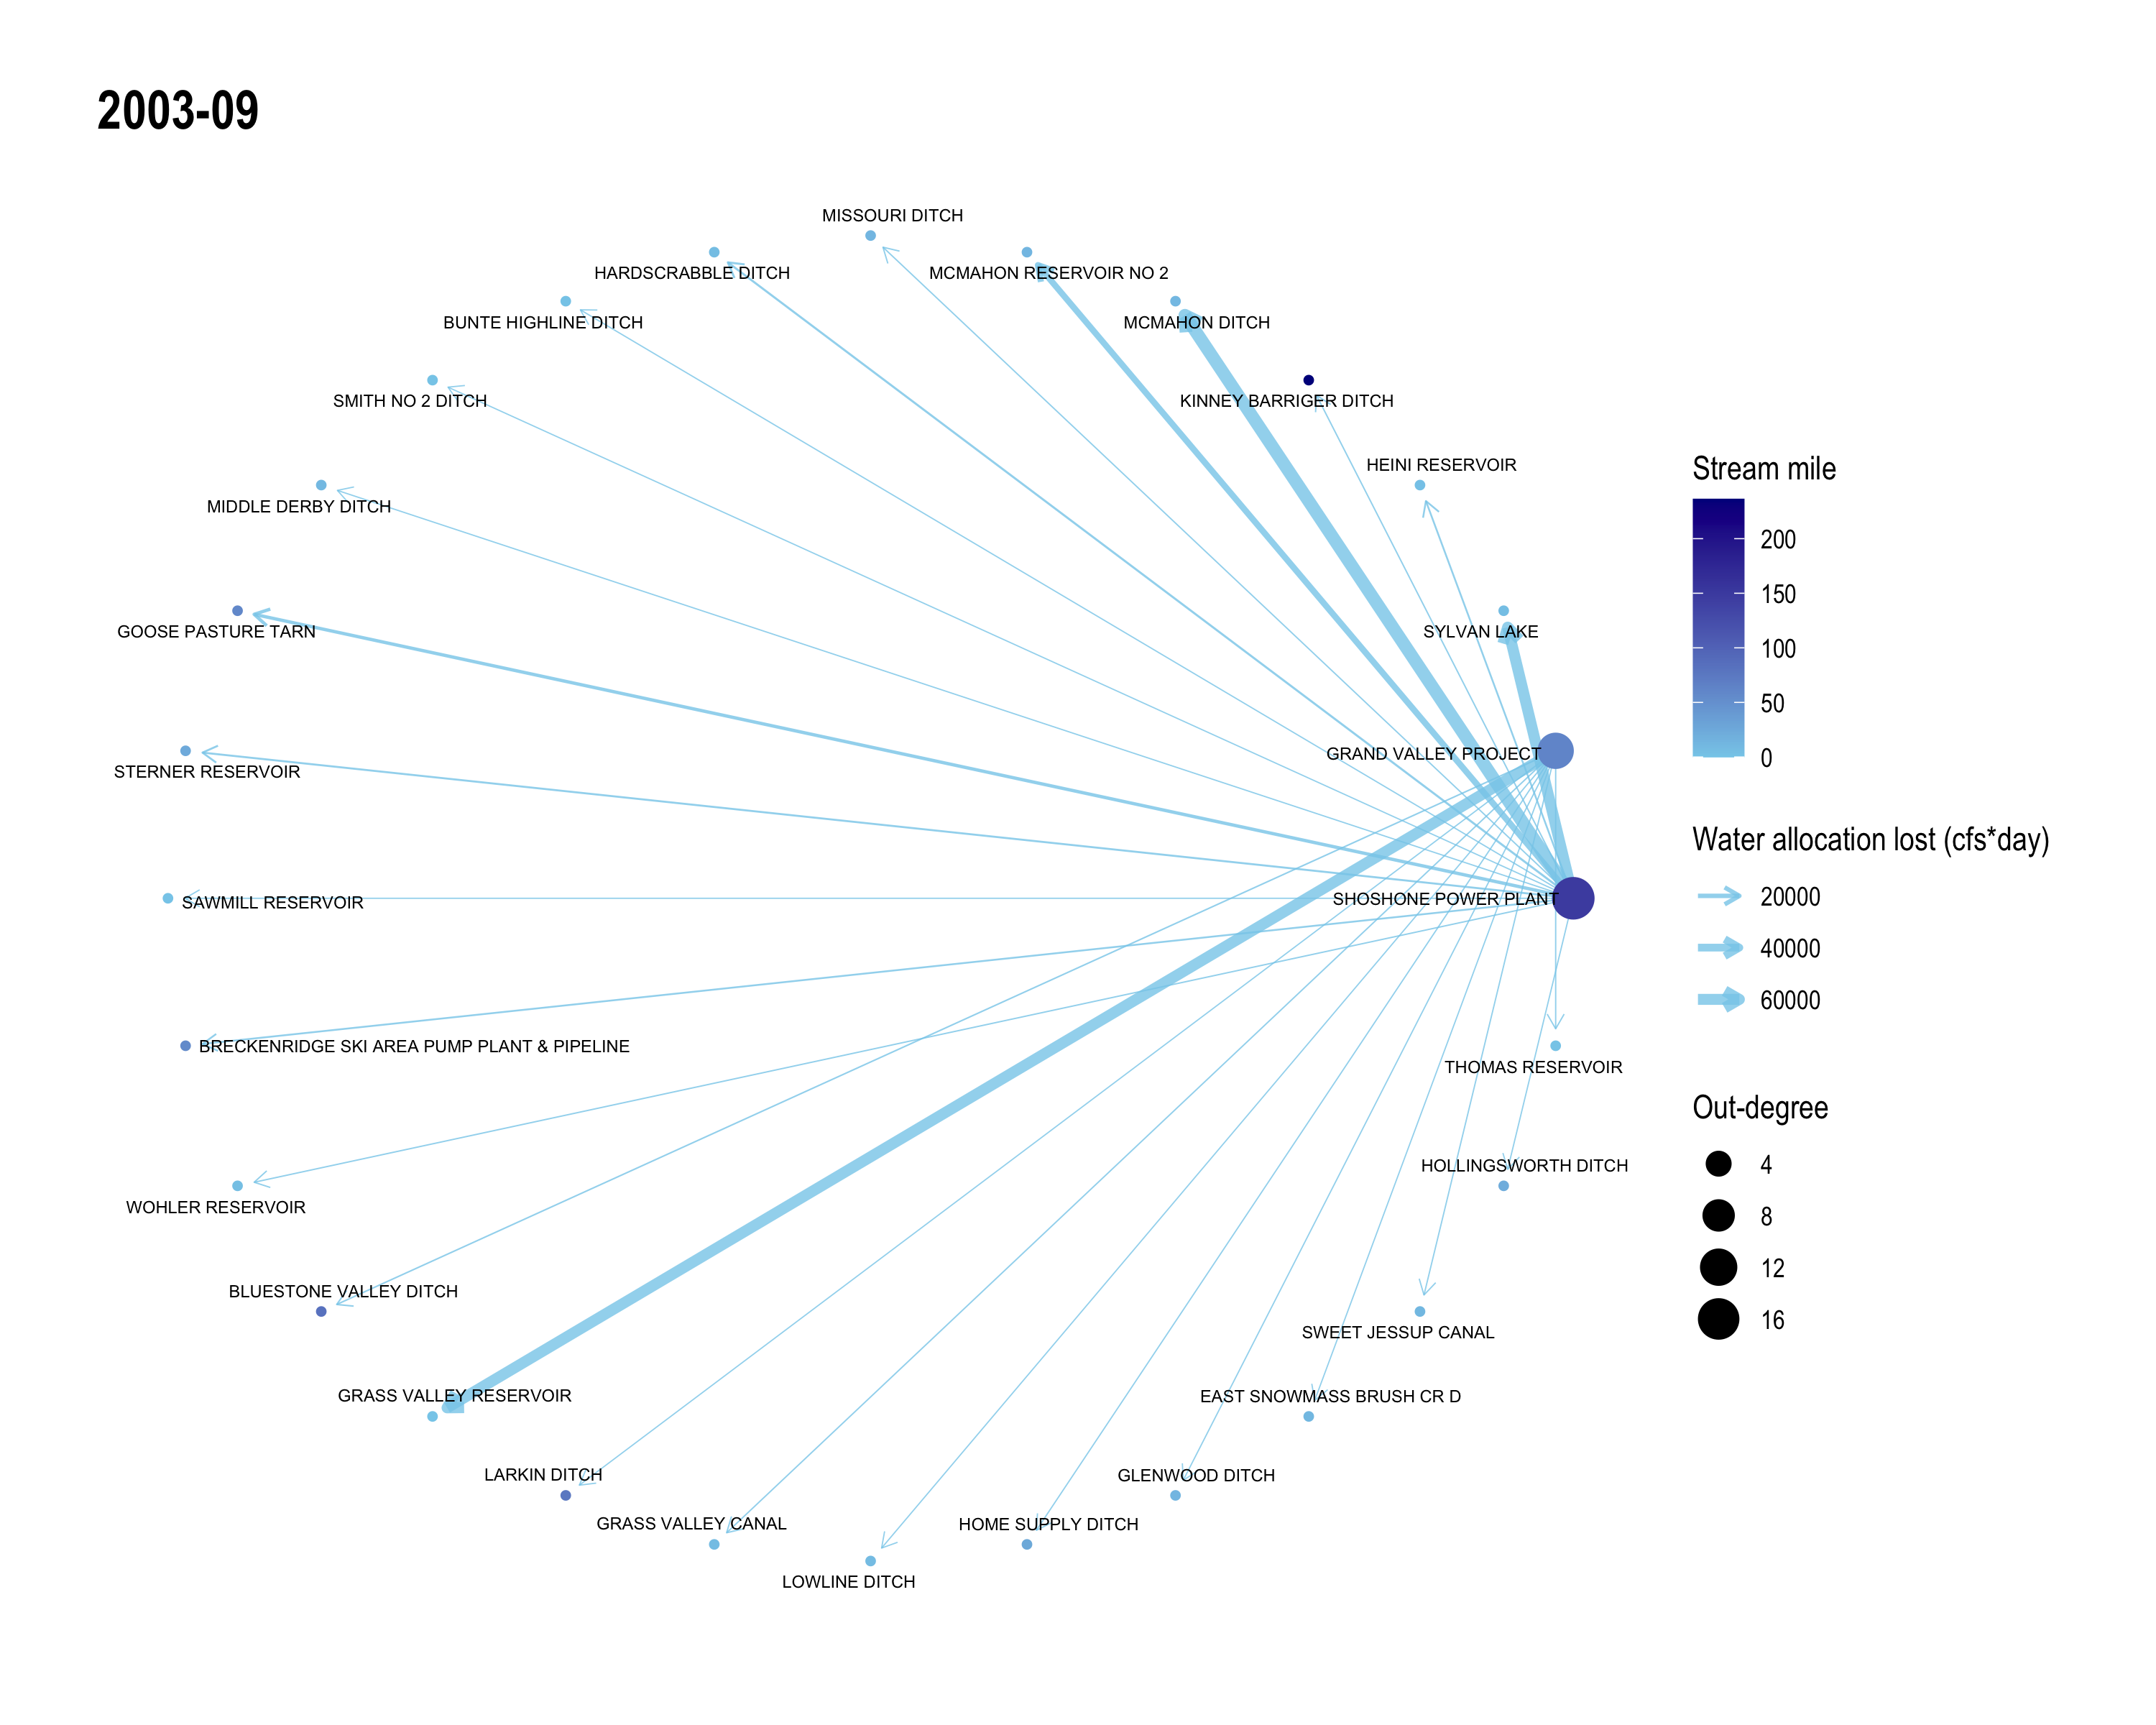 2003-09
MISSOURI DITCH
HARDSCRABBLE DITCH
MCMAHON RESERVOIR NO 2
BUNTE HIGHLINE DITCH
MCMAHON DITCH
SMITH NO 2 DITCH
KINNEY BARRIGER DITCH
HEINI RESERVOIR
MIDDLE DERBY DITCH
GOOSE PASTURE TARN
SYLVAN LAKE
GRAND VALLEY PROJECT
STERNER RESERVOIR
SHOSHONE POWER PLANT
SAWMILL RESERVOIR
BRECKENRIDGE SKI AREA PUMP PLANT & PIPELINE
THOMAS RESERVOIR
HOLLINGSWORTH DITCH
WOHLER RESERVOIR
BLUESTONE VALLEY DITCH
SWEET JESSUP CANAL
GRASS VALLEY RESERVOIR
EAST SNOWMASS BRUSH CR D
LARKIN DITCH
GLENWOOD DITCH
GRASS VALLEY CANAL
HOME SUPPLY DITCH
LOWLINE DITCH
Stream mile
200
150
100
50
0
Water allocation lost (cfs*day)
20000
40000
60000
Out-degree
4
8
12
16